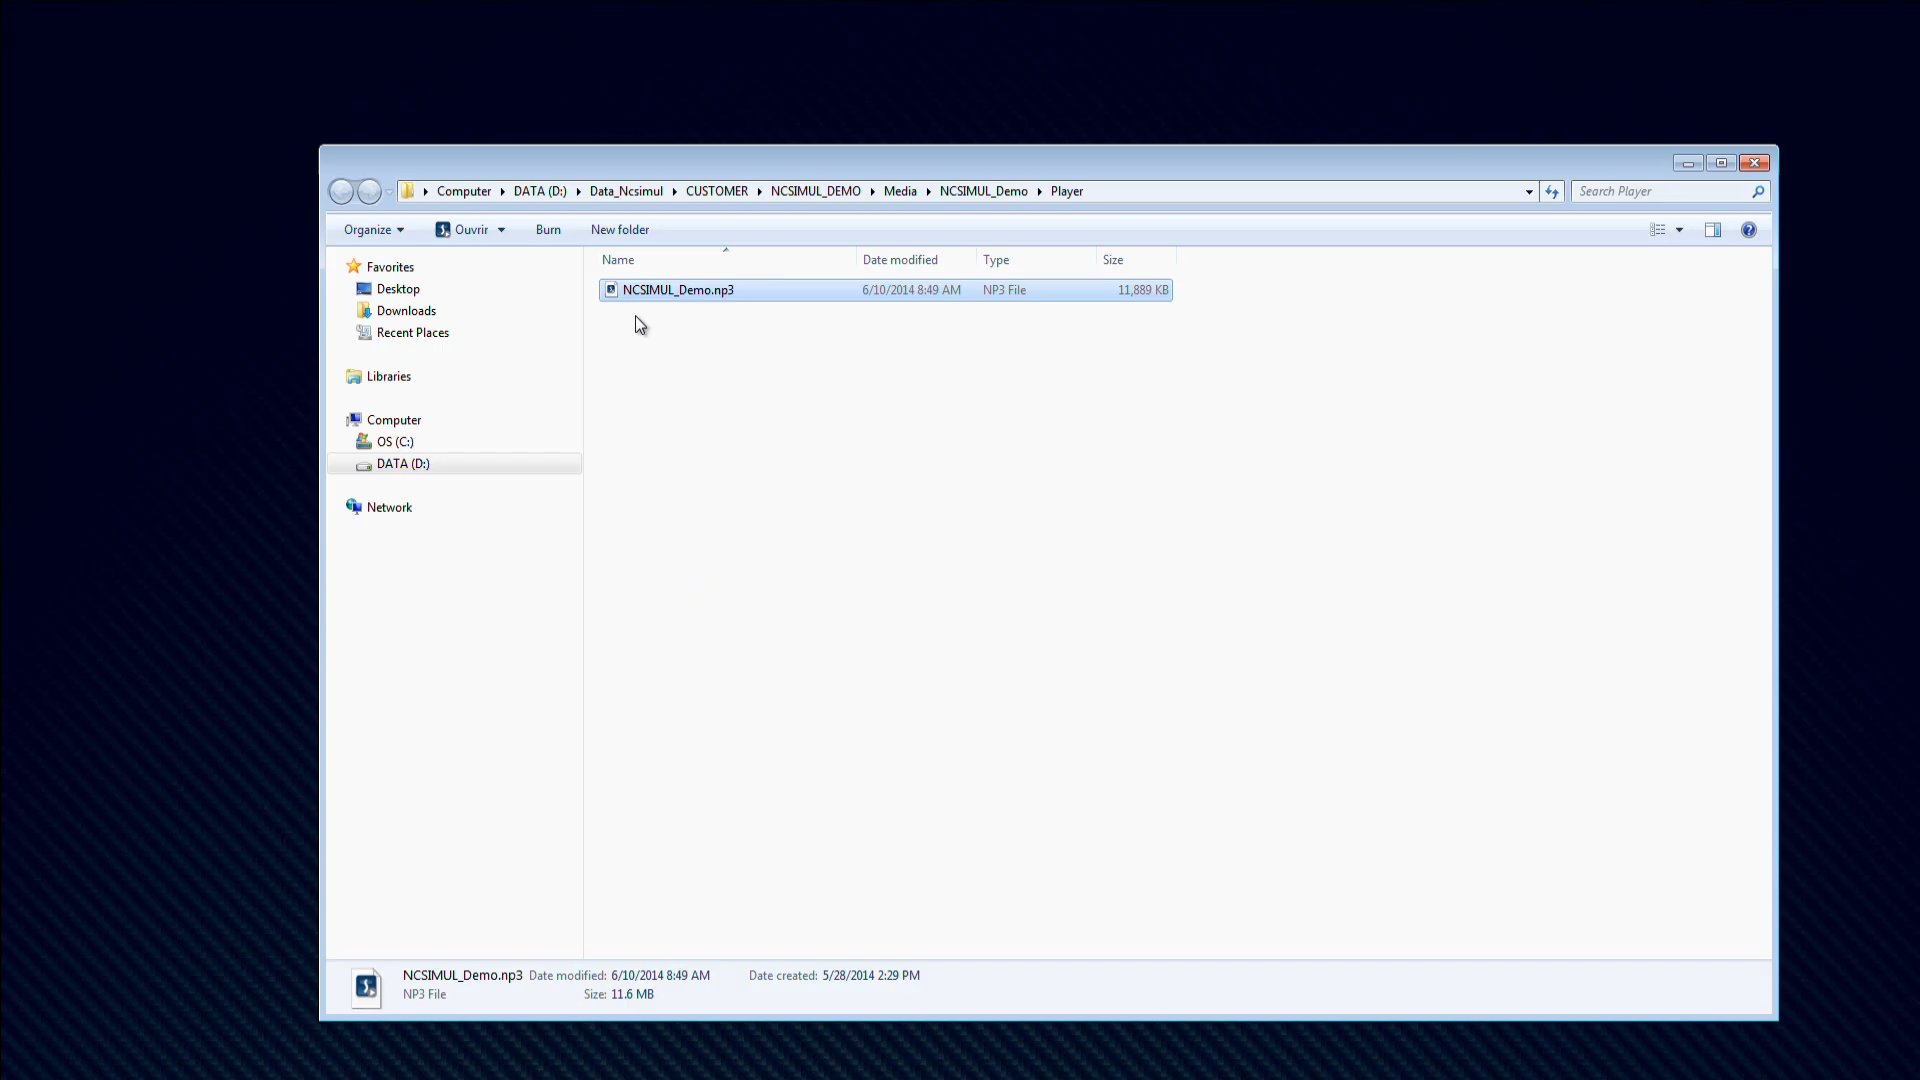 Computer DATA (D:) Data_Ncsimul CUSTOMER NCSIMUL_DEMO Media NCSIMUL_Demo Player
Search Player
Organize Ouvrir Burn New folder
Favorites
Desktop
Downloads
Recent Places
Libraries
Computer
OS (C:)
DATA (D:)
Network
Name Date modified Type Size
NCSIMUL_Demo.np3 6/10/2014 8:49 AM NP3 File 11,889 KB
NCSIMUL_Demo.np3 Date modified: 6/10/2014 8:49 AM Date created: 5/28/2014 2:29 PM
NP3 File Size: 11.6 MB